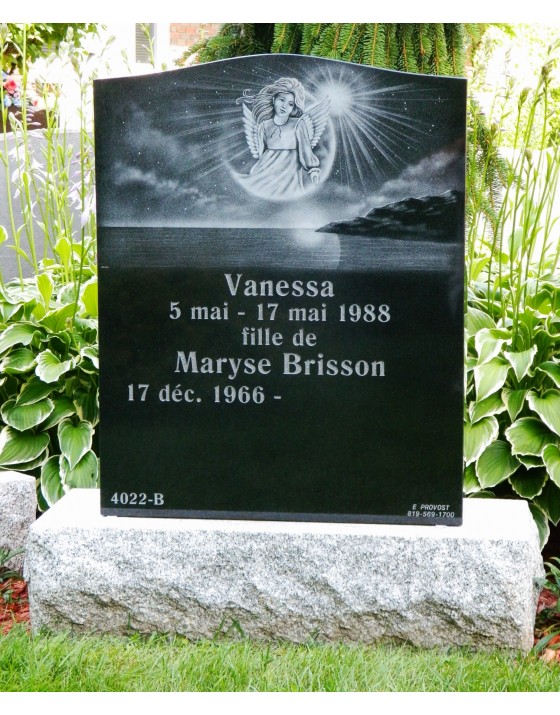 Vanessa
5 mai - 17 mai 1988
fille de
Maryse Brisson
17 déc. 1966 -
4022-B
E PROVOST
819-569-1700